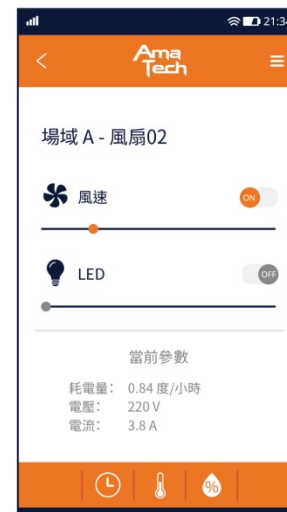 21:34
Ama
Tech
場域 A - 風扇02
風速
ON
LED
OFF
當前參數
耗電量： 0.84 度/小時
電壓： 220 V
電流： 3.8 A
%